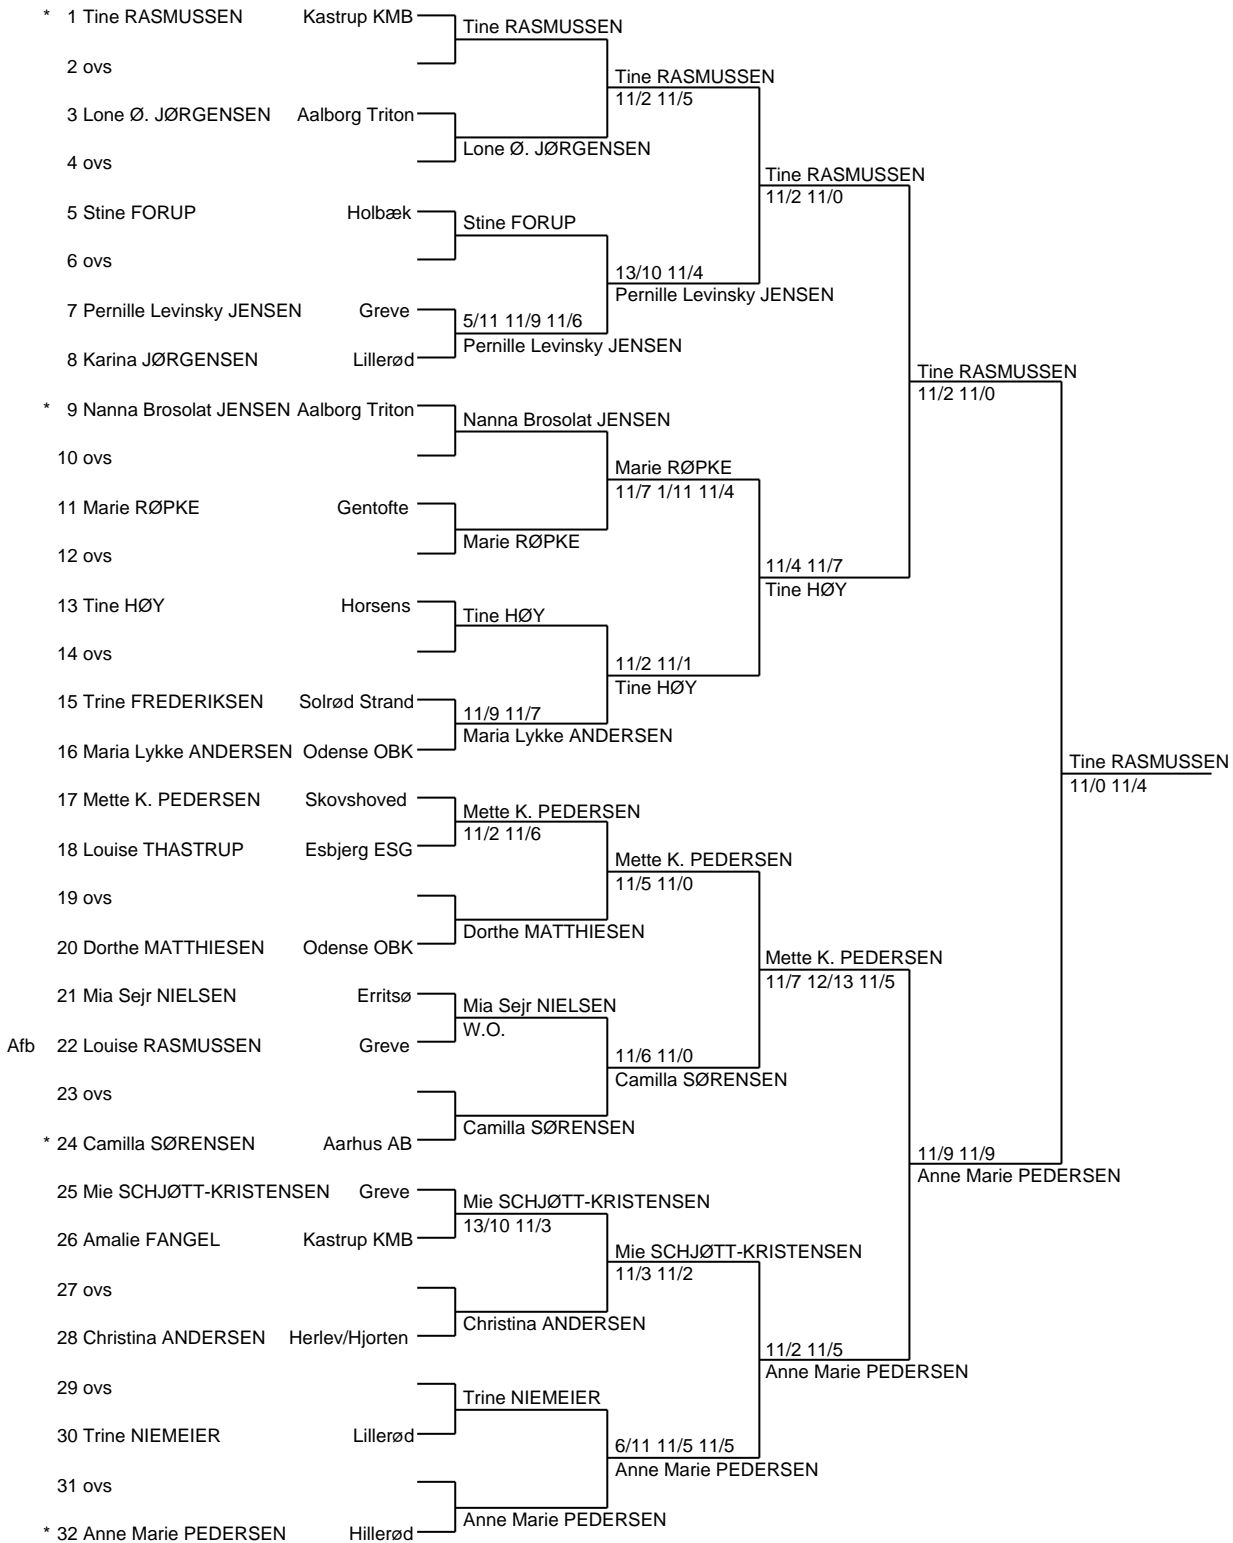 * 1 Tine RASMUSSEN Kastrup KMB
Tine RASMUSSEN
2 ovs
Tine RASMUSSEN
11/2 11/5
3 Lone Ø. JØRGENSEN Aalborg Triton
Lone Ø. JØRGENSEN
4 ovs
Tine RASMUSSEN
11/2 11/0
5 Stine FORUP Holbæk
Stine FORUP
6 ovs
13/10 11/4
Pernille Levinsky JENSEN
7 Pernille Levinsky JENSEN Greve
5/11 11/9 11/6
Pernille Levinsky JENSEN
8 Karina JØRGENSEN Lillerød
Tine RASMUSSEN
11/2 11/0
* 9 Nanna Brosolat JENSEN Aalborg Triton
Nanna Brosolat JENSEN
10 ovs
Marie RØPKE
11/7 1/11 11/4
11 Marie RØPKE Gentofte
Marie RØPKE
12 ovs
11/4 11/7
Tine HØY
13 Tine HØY Horsens
Tine HØY
14 ovs
11/2 11/1
Tine HØY
15 Trine FREDERIKSEN Solrød Strand
11/9 11/7
Maria Lykke ANDERSEN
16 Maria Lykke ANDERSEN Odense OBK
Tine RASMUSSEN
11/0 11/4
17 Mette K. PEDERSEN Skovshoved
Mette K. PEDERSEN
11/2 11/6
18 Louise THASTRUP Esbjerg ESG
Mette K. PEDERSEN
11/5 11/0
19 ovs
Dorthe MATTHIESEN
20 Dorthe MATTHIESEN Odense OBK
Mette K. PEDERSEN
11/7 12/13 11/5
21 Mia Sejr NIELSEN Erritsø
Mia Sejr NIELSEN
W.O.
Afb 22 Louise RASMUSSEN Greve
11/6 11/0
Camilla SØRENSEN
23 ovs
Camilla SØRENSEN
* 24 Camilla SØRENSEN Aarhus AB
11/9 11/9
Anne Marie PEDERSEN
25 Mie SCHJØTT-KRISTENSEN Greve
Mie SCHJØTT-KRISTENSEN
13/10 11/3
26 Amalie FANGEL Kastrup KMB
Mie SCHJØTT-KRISTENSEN
11/3 11/2
27 ovs
Christina ANDERSEN
28 Christina ANDERSEN Herlev/Hjorten
11/2 11/5
Anne Marie PEDERSEN
29 ovs
Trine NIEMEIER
30 Trine NIEMEIER Lillerød
6/11 11/5 11/5
Anne Marie PEDERSEN
31 ovs
Anne Marie PEDERSEN
* 32 Anne Marie PEDERSEN Hillerød